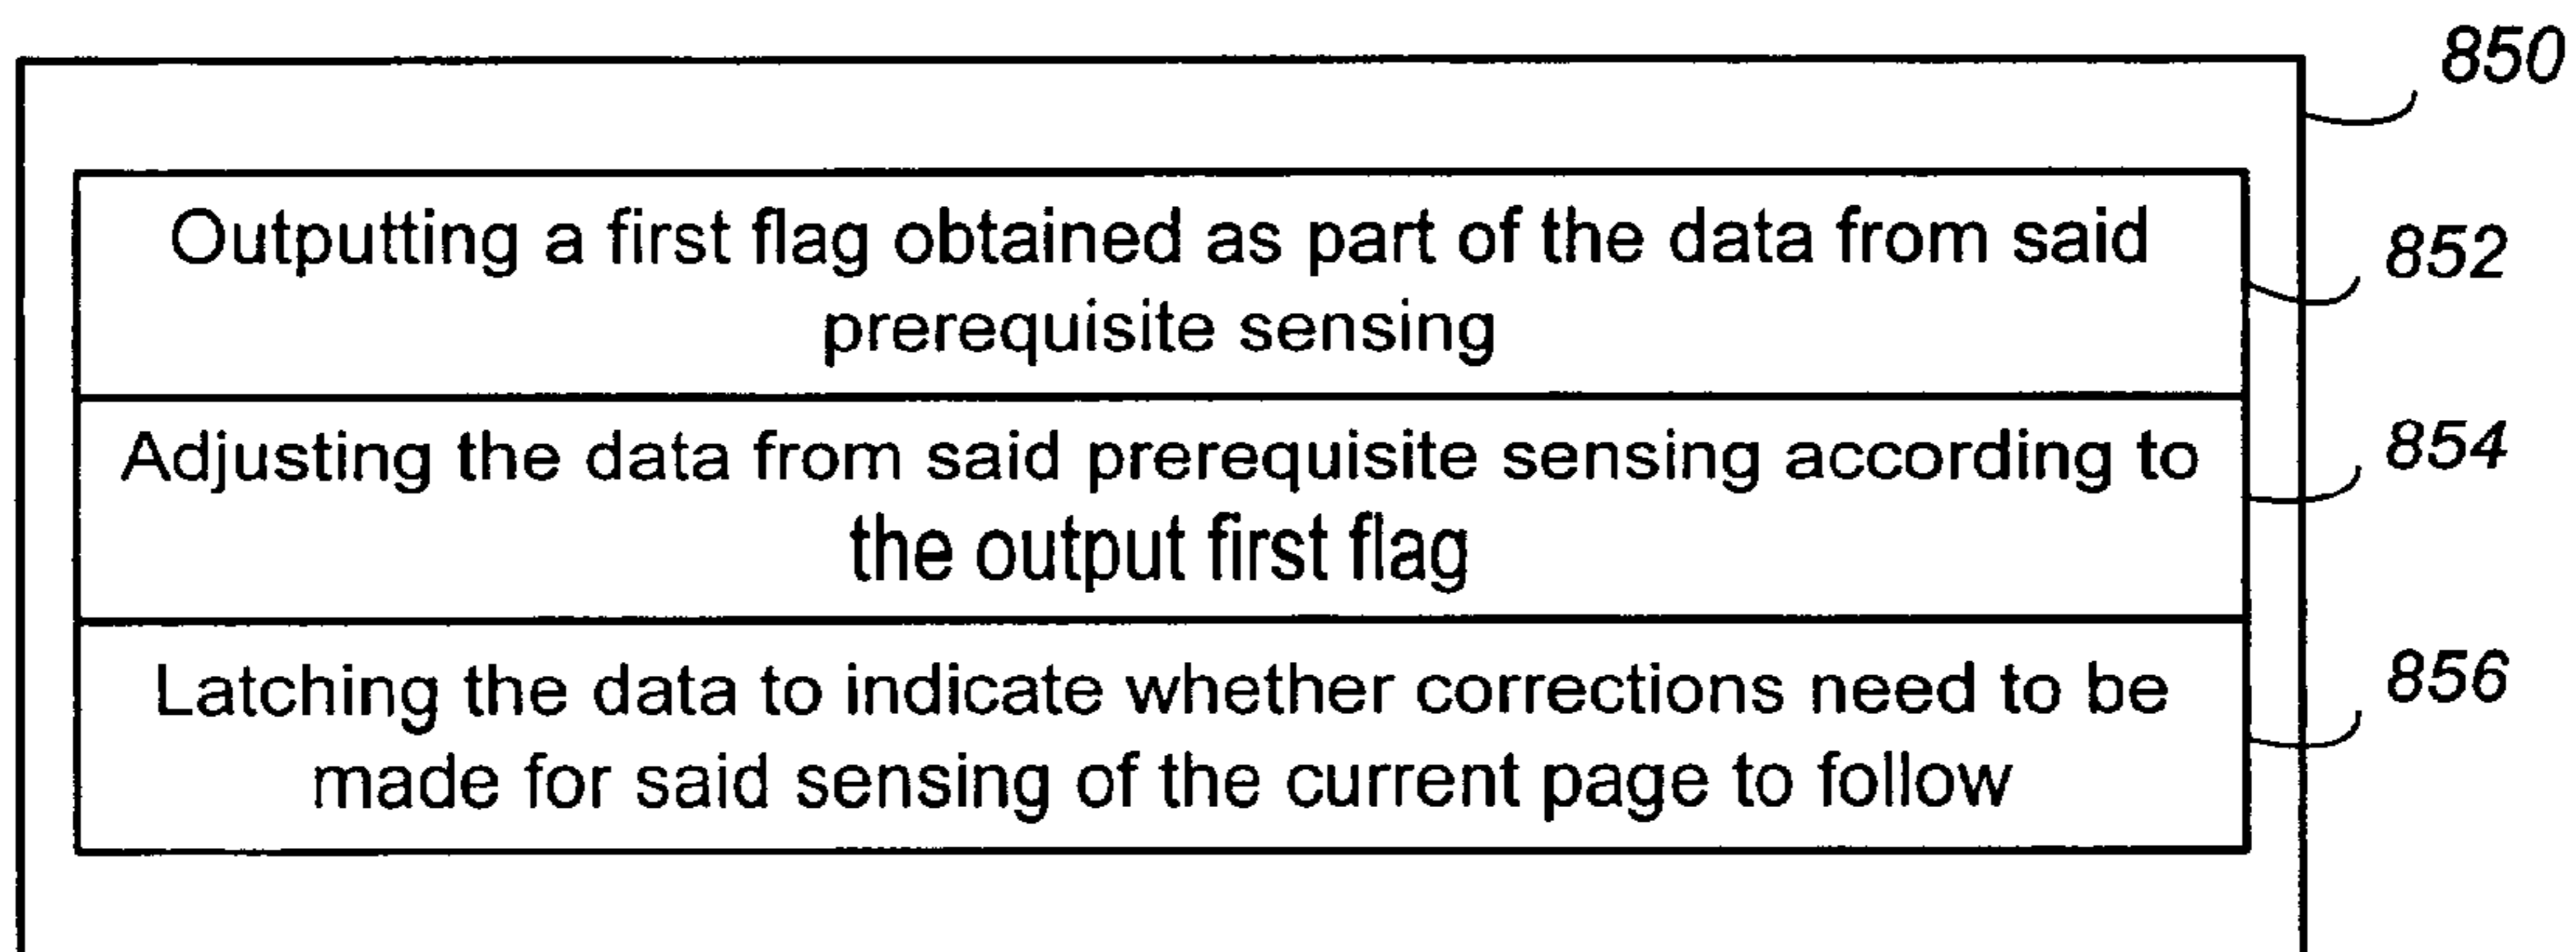 850
Outputting a first flag obtained as part of the data from said
prerequisite sensing
852
Adjusting the data from said prerequisite sensing according to
the output first flag
854
Latching the data to indicate whether corrections need to be
made for said sensing of the current page to follow
856